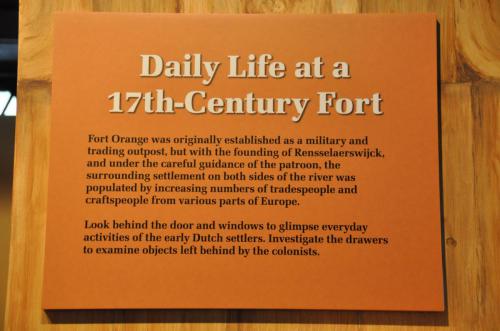 Daily Life at a
17th-Century Fort
Fort Orange was originally established as a military and
trading outpost, but with the founding of Rensselaerswijck,
and under the careful guidance of the patroon, the
surrounding settlement on both sides of the river was
populated by increasing numbers of tradespeople and
craftspeople from various parts of Europe.
Look behind the door and windows to glimpse everyday
activities of the early Dutch settlers. Investigate the drawers
to examine objects left behind by the colonists.